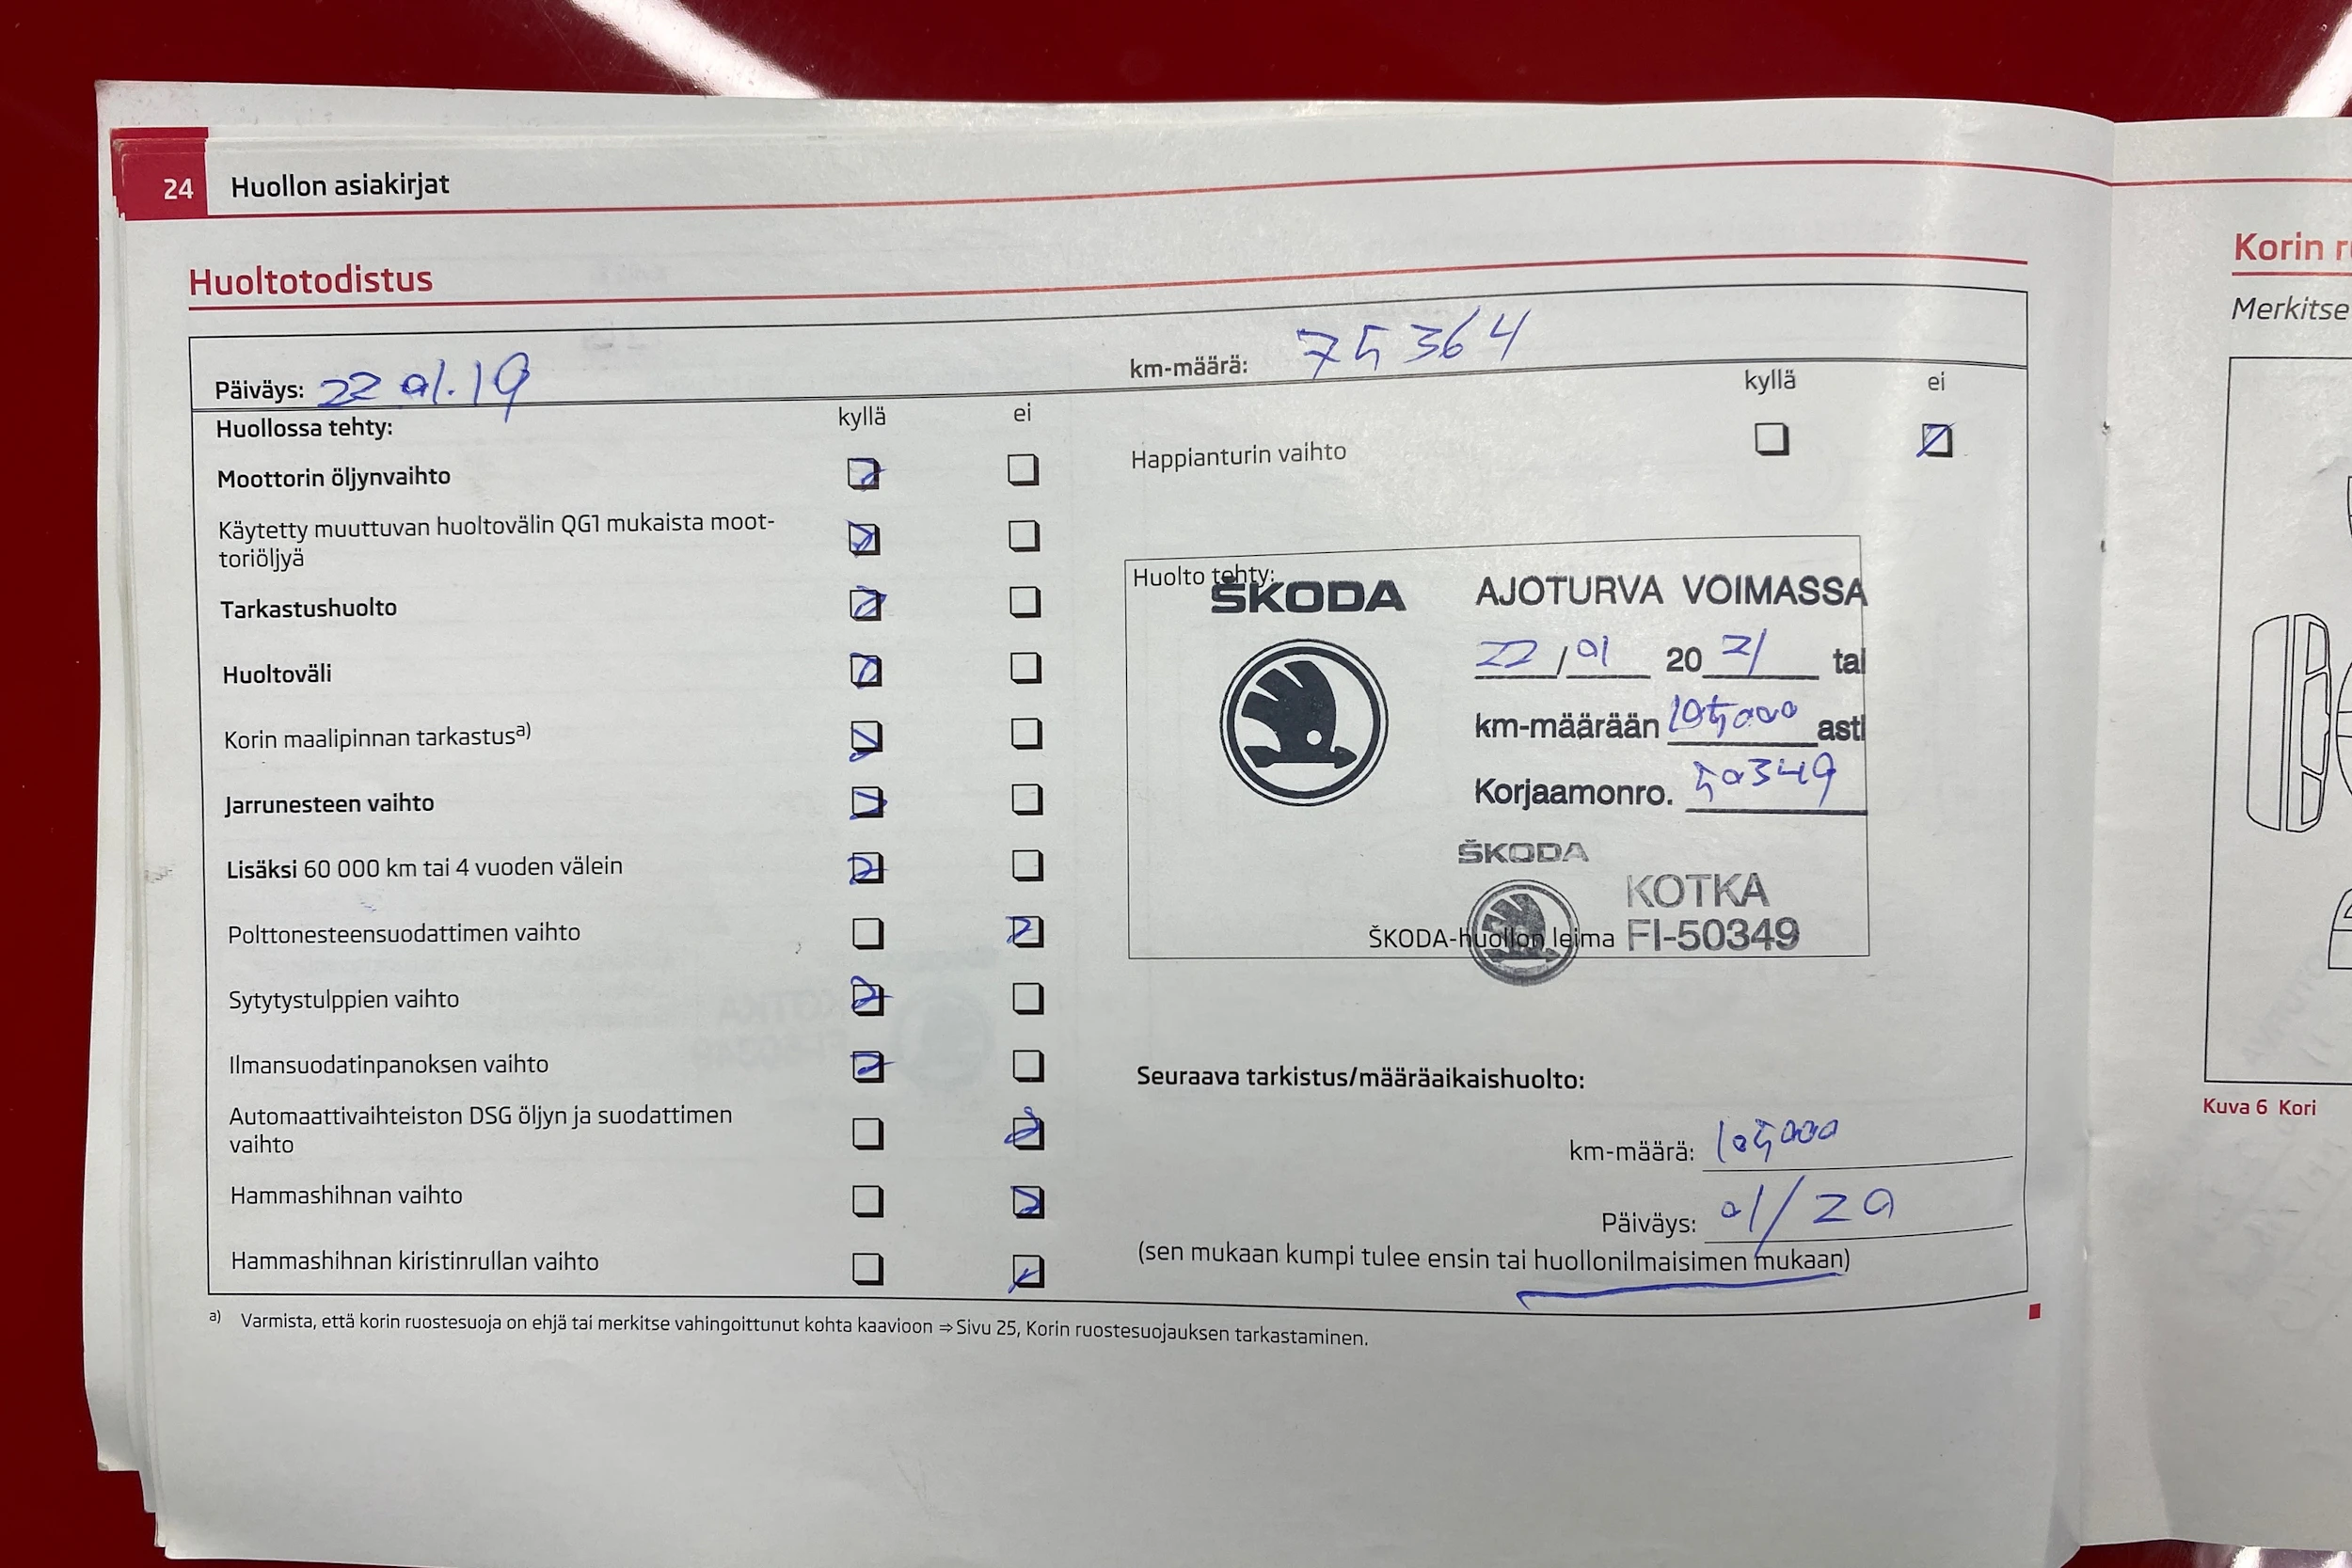 24 Huollon asiakirjat
Huoltotodistus
Päiväys: 22 01.19
km-määrä: 75 364
Huollossa tehty:
kyllä ei
Moottorin öljynvaihto
Käytetty muuttuvan huoltovälin QG1 mukaista moot-
toriöljyä
Tarkastushuolto
Huoltoväli
Korin maalipinnan tarkastusa)
Jarrunesteen vaihto
Lisäksi 60 000 km tai 4 vuoden välein
Polttonesteensuodattimen vaihto
Sytytystulppien vaihto
Ilmansuodatinpanoksen vaihto
Automaattivaihteiston DSG öljyn ja suodattimen
vaihto
Hammashihnan vaihto
Hammashihnan kiristinrullan vaihto
kyllä ei
Happianturin vaihto
Huolto tehty:
ŠKODA
AJOTURVA VOIMASSA
22 / 01 20 21 tai
km-määrään 105000 asti
Korjaamonro. 50349
ŠKODA
KOTKA
FI-50349
ŠKODA-huollon leima
Seuraava tarkistus/määräaikaishuolto:
km-määrä: 105000
Päiväys: 01/20
(sen mukaan kumpi tulee ensin tai huollonilmaisimen mukaan)
a) Varmista, että korin ruostesuoja on ehjä tai merkitse vahingoittunut kohta kaavioon ⇒ Sivu 25, Korin ruostesuojauksen tarkastaminen.
Korin
Merkitse
Kuva 6 Kori